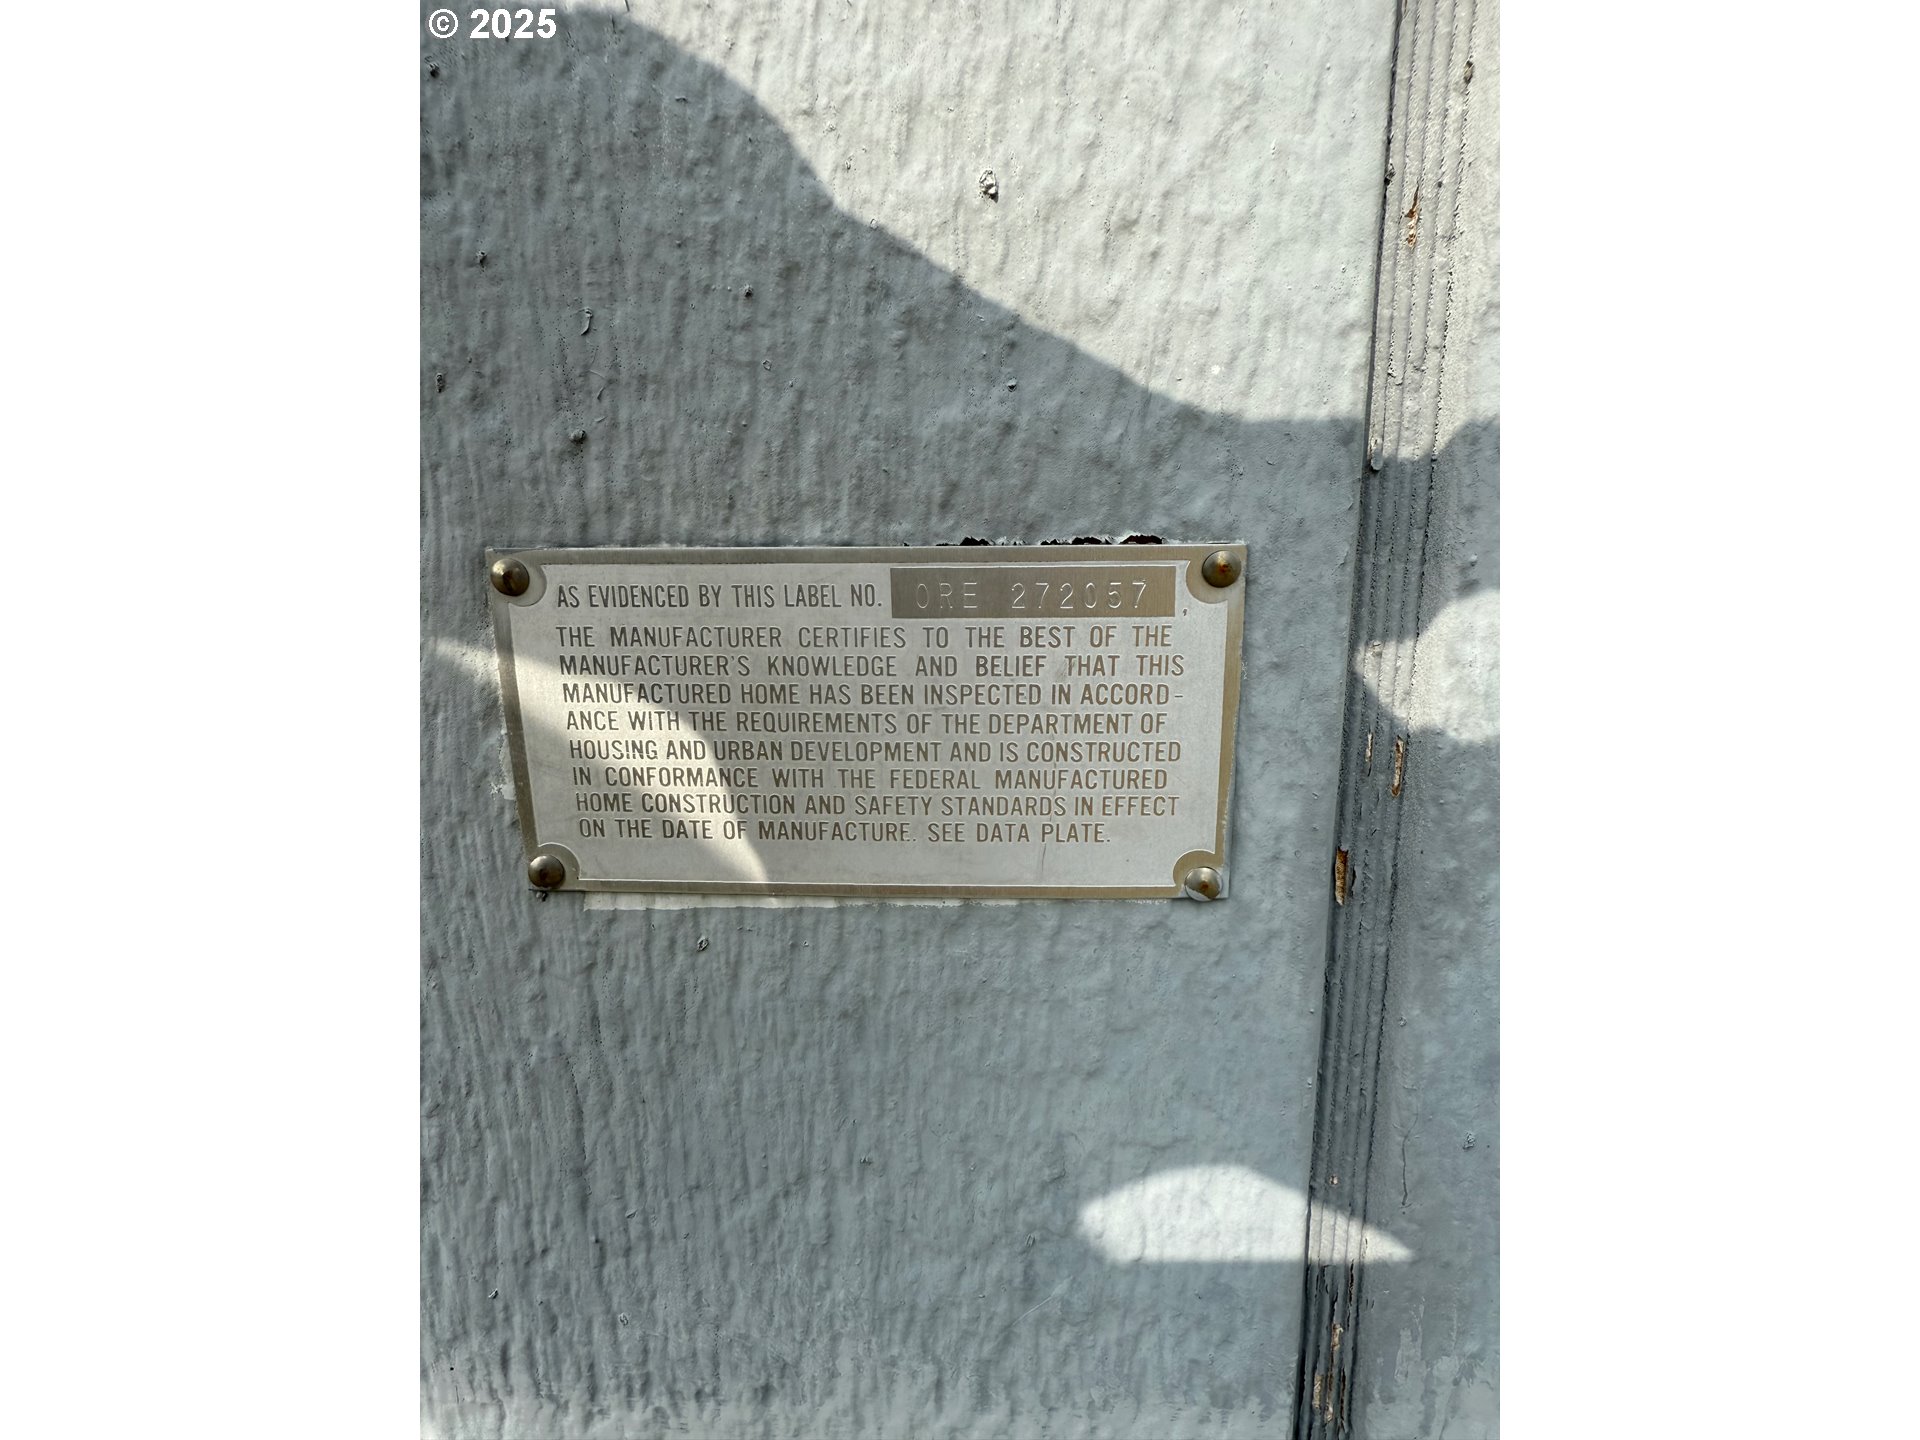 © 2025
AS EVIDENCED BY THIS LABEL NO. ORE 272057,
THE MANUFACTURER CERTIFIES TO THE BEST OF THE
MANUFACTURER'S KNOWLEDGE AND BELIEF THAT THIS
MANUFACTURED HOME HAS BEEN INSPECTED IN ACCORD-
ANCE WITH THE REQUIREMENTS OF THE DEPARTMENT OF
HOUSING AND URBAN DEVELOPMENT AND IS CONSTRUCTED
IN CONFORMANCE WITH THE FEDERAL MANUFACTURED
HOME CONSTRUCTION AND SAFETY STANDARDS IN EFFECT
ON THE DATE OF MANUFACTURE. SEE DATA PLATE.